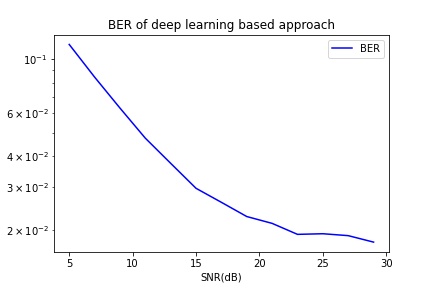 BER of deep learning based approach
BER
10⁻¹
6 × 10⁻²
4 × 10⁻²
3 × 10⁻²
2 × 10⁻²
5 10 15 20 25 30
SNR(dB)